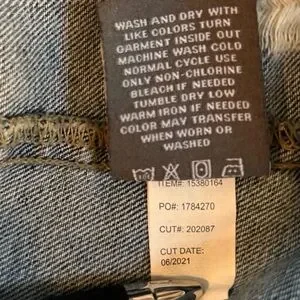 WASH AND DRY WITH
LIKE COLORS TURN
GARMENT INSIDE OUT
MACHINE WASH COLD
NORMAL CYCLE USE
ONLY NON-CHLORINE
BLEACH IF NEEDED
TUMBLE DRY LOW
WARM IRON IF NEEDED
COLOR MAY TRANSFER
WHEN WORN OR
WASHED
ITEM#: 15380164
PO#: 1784270
CUT#: 202087
CUT DATE:
06/2021